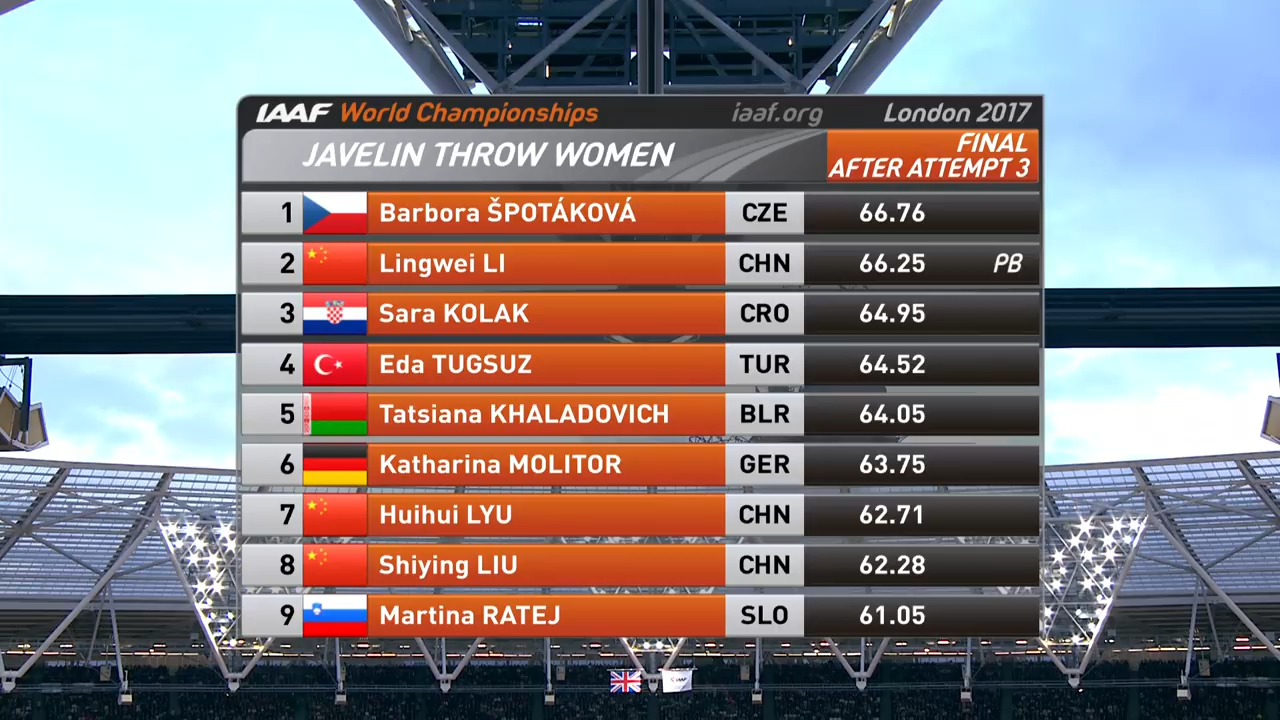 IAAF World Championships iaaf.org London 2017
JAVELIN THROW WOMEN
FINAL
AFTER ATTEMPT 3
1 Barbora ŠPOTÁKOVÁ CZE 66.76
2 Lingwei LI CHN 66.25 PB
3 Sara KOLAK CRO 64.95
4 Eda TUGSUZ TUR 64.52
5 Tatsiana KHALADOVICH BLR 64.05
6 Katharina MOLITOR GER 63.75
7 Huihui LYU CHN 62.71
8 Shiying LIU CHN 62.28
9 Martina RATEJ SLO 61.05
IAAF